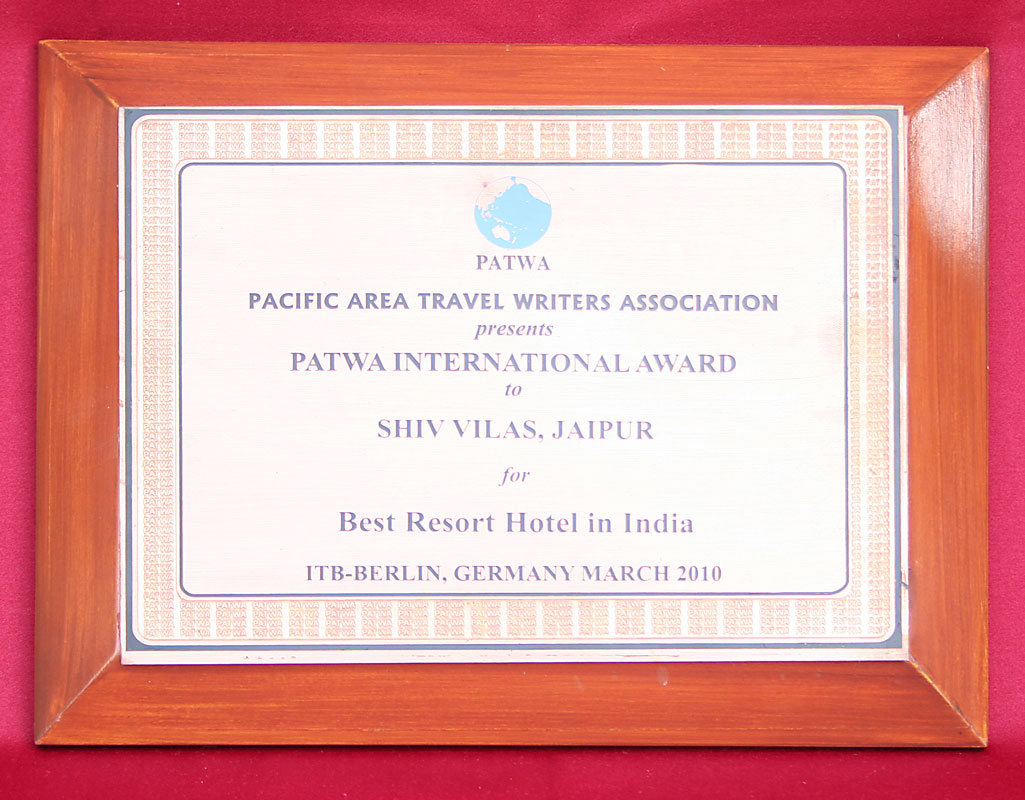 PATWA
PACIFIC AREA TRAVEL WRITERS ASSOCIATION
presents
PATWA INTERNATIONAL AWARD
to
SHIV VILAS, JAIPUR
for
Best Resort Hotel in India
ITB-BERLIN, GERMANY MARCH 2010